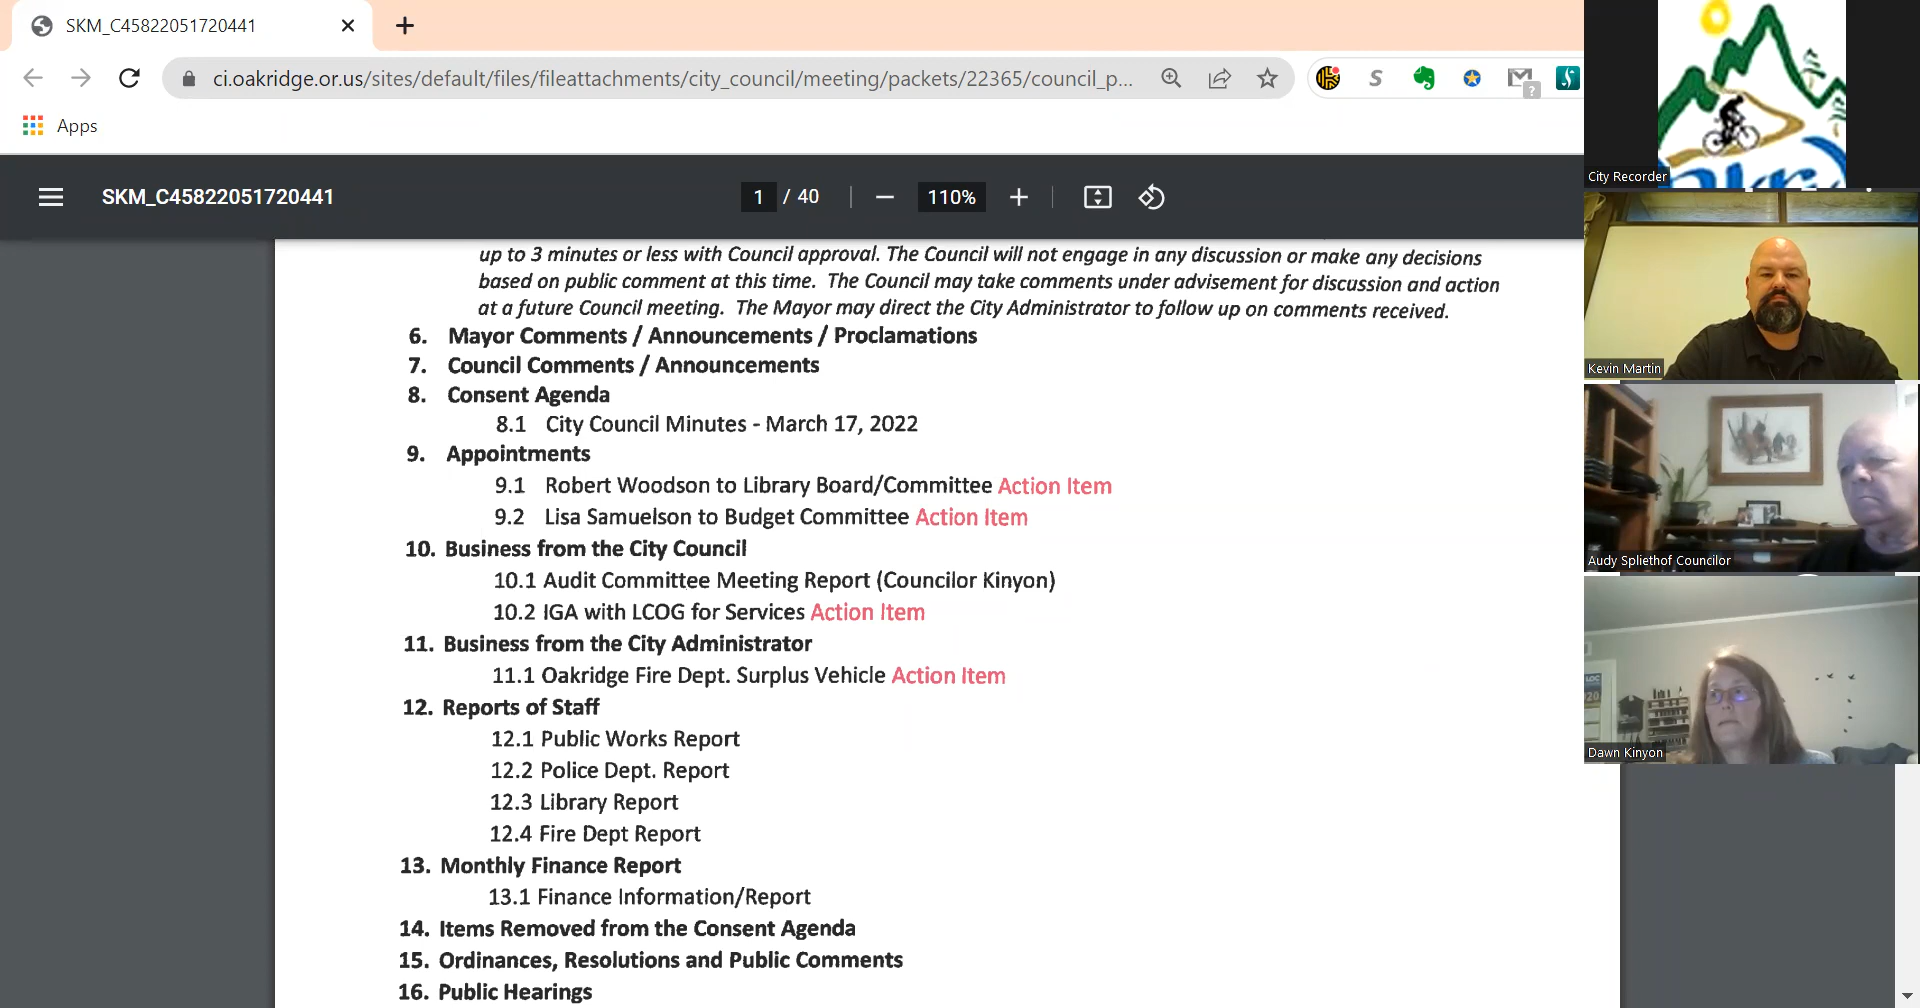 SKM_C45822051720441
ci.oakridge.or.us/sites/default/files/fileattachments/city_council/meeting/packets/22365/council_p...
Apps
SKM_C45822051720441
1 / 40
110%
up to 3 minutes or less with Council approval. The Council will not engage in any discussion or make any decisions
based on public comment at this time. The Council may take comments under advisement for discussion and action
at a future Council meeting. The Mayor may direct the City Administrator to follow up on comments received.
6. Mayor Comments / Announcements / Proclamations
7. Council Comments / Announcements
8. Consent Agenda
8.1 City Council Minutes - March 17, 2022
9. Appointments
9.1 Robert Woodson to Library Board/Committee Action Item
9.2 Lisa Samuelson to Budget Committee Action Item
10. Business from the City Council
10.1 Audit Committee Meeting Report (Councilor Kinyon)
10.2 IGA with LCOG for Services Action Item
11. Business from the City Administrator
11.1 Oakridge Fire Dept. Surplus Vehicle Action Item
12. Reports of Staff
12.1 Public Works Report
12.2 Police Dept. Report
12.3 Library Report
12.4 Fire Dept Report
13. Monthly Finance Report
13.1 Finance Information/Report
14. Items Removed from the Consent Agenda
15. Ordinances, Resolutions and Public Comments
16. Public Hearings
City Recorder
Kevin Martin
Audy Spliethof Councilor
Dawn Kinyon